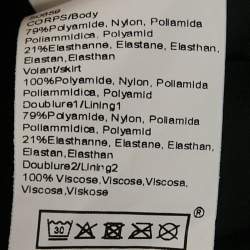 CORPS/Body
79%Polyamide, Nylon, Poliamida
Poliammidica, Polyamid
21%Elasthanne, Elastane, Elasthan,
Elastan,Elasthan
Volant/skirt
100%Polyamide, Nylon, Poliamida
Poliammidica, Polyamid
Doublure1/Lining1
79%Polyamide, Nylon, Poliamida
Poliammidica, Polyamid
21%Elasthanne, Elastane, Elasthan,
Elastan,Elasthan
Doublure2/Lining2
100% Viscose,Viscose,Viscosa,
Viscosa,Viskose
®
30